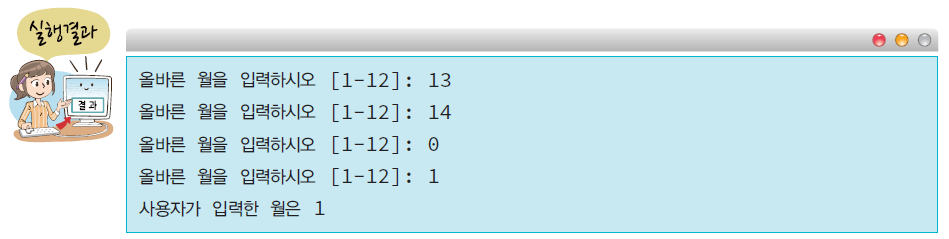 실행결과
올바른 월을 입력하시오 [1-12]: 13
올바른 월을 입력하시오 [1-12]: 14
올바른 월을 입력하시오 [1-12]: 0
올바른 월을 입력하시오 [1-12]: 1
사용자가 입력한 월은 1
결과